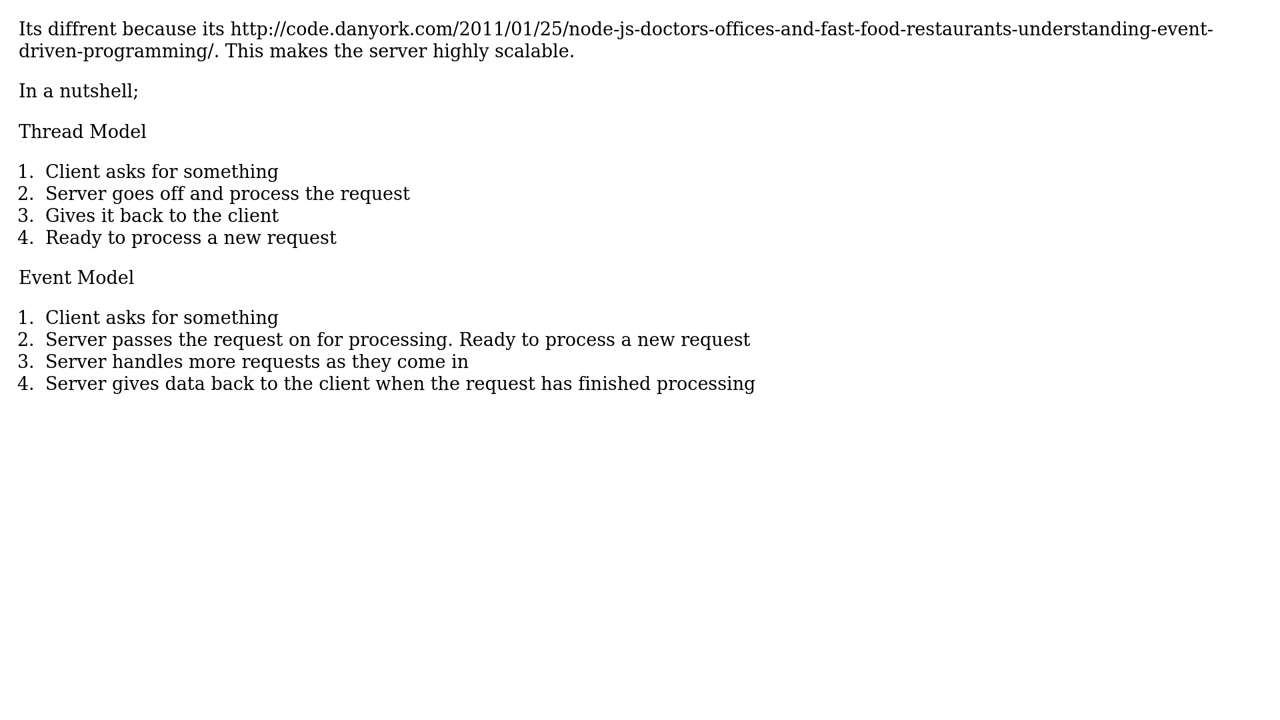 Its diffrent because its http://code.danyork.com/2011/01/25/node-js-doctors-offices-and-fast-food-restaurants-understanding-event-
driven-programming/. This makes the server highly scalable.
In a nutshell;
Thread Model
1. Client asks for something
2. Server goes off and process the request
3. Gives it back to the client
4. Ready to process a new request
Event Model
1. Client asks for something
2. Server passes the request on for processing. Ready to process a new request
3. Server handles more requests as they come in
4. Server gives data back to the client when the request has finished processing